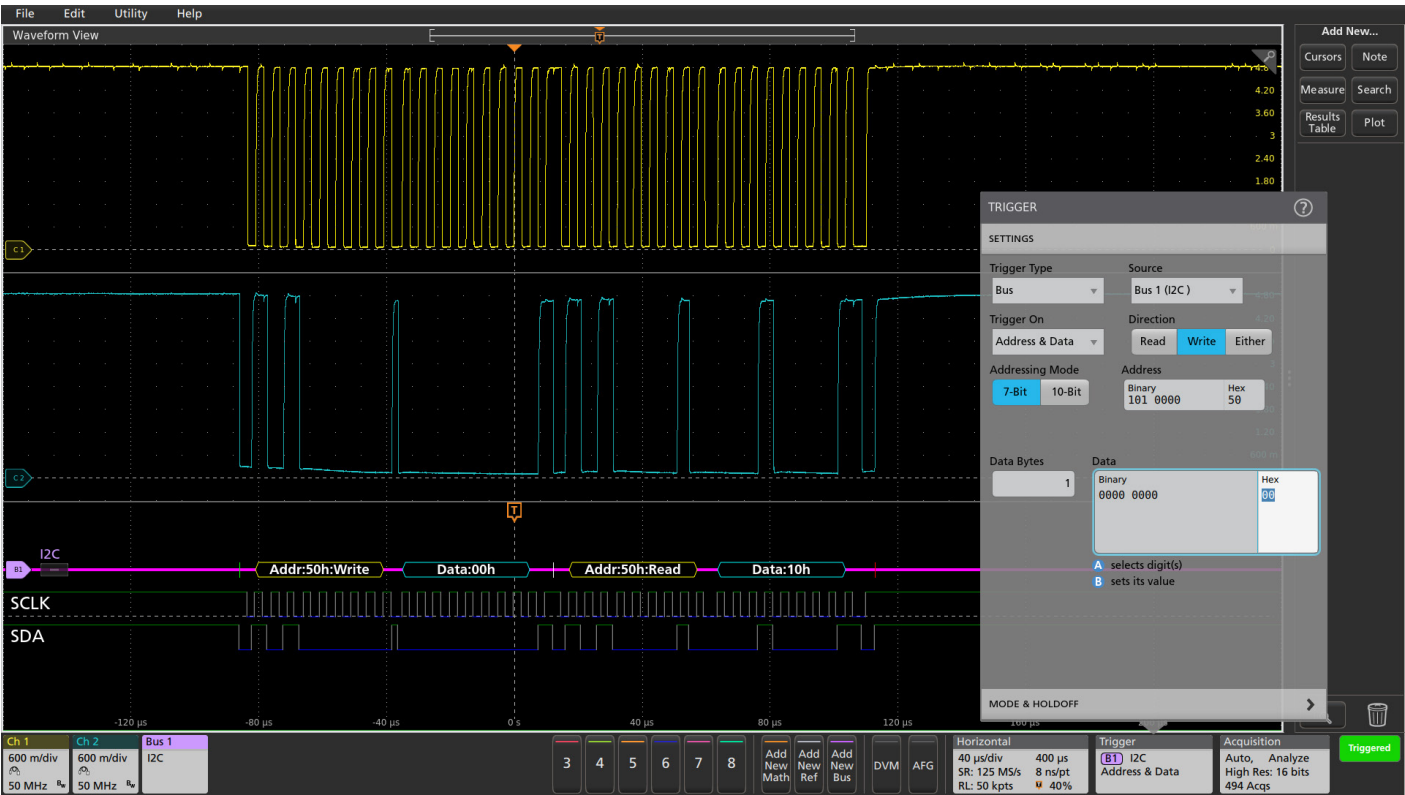 File Edit Utility Help
Waveform View
Add New...
Cursors Note
Measure Search
Results Table Plot
4.20
3.60
3
2.40
1.80
C1
C2
TRIGGER ?
SETTINGS
Trigger Type Source
Bus Bus 1 (I2C )
Trigger On Direction
Address & Data Read Write Either
Addressing Mode Address
7-Bit 10-Bit Binary Hex
101 0000 50
Data Bytes Data
1 Binary Hex
0000 0000 00
A selects digit(s)
B sets its value
MODE & HOLDOFF
T
I2C
B1 Addr:50h:Write Data:00h Addr:50h:Read Data:10h
SCLK
SDA
-120 µs -80 µs -40 µs 0 s 40 µs 80 µs 120 µs 160 µs
Ch 1 Ch 2 Bus 1
600 m/div 600 m/div I2C
50 MHz Bw 50 MHz Bw
3 4 5 6 7 8
Add New Math
Add New Ref
Add New Bus
DVM AFG
Horizontal
40 µs/div 400 µs
SR: 125 MS/s 8 ns/pt
RL: 50 kpts 40%
Trigger
B1 I2C
Address & Data
Acquisition
Auto, Analyze
High Res: 16 bits
494 Acqs
Triggered